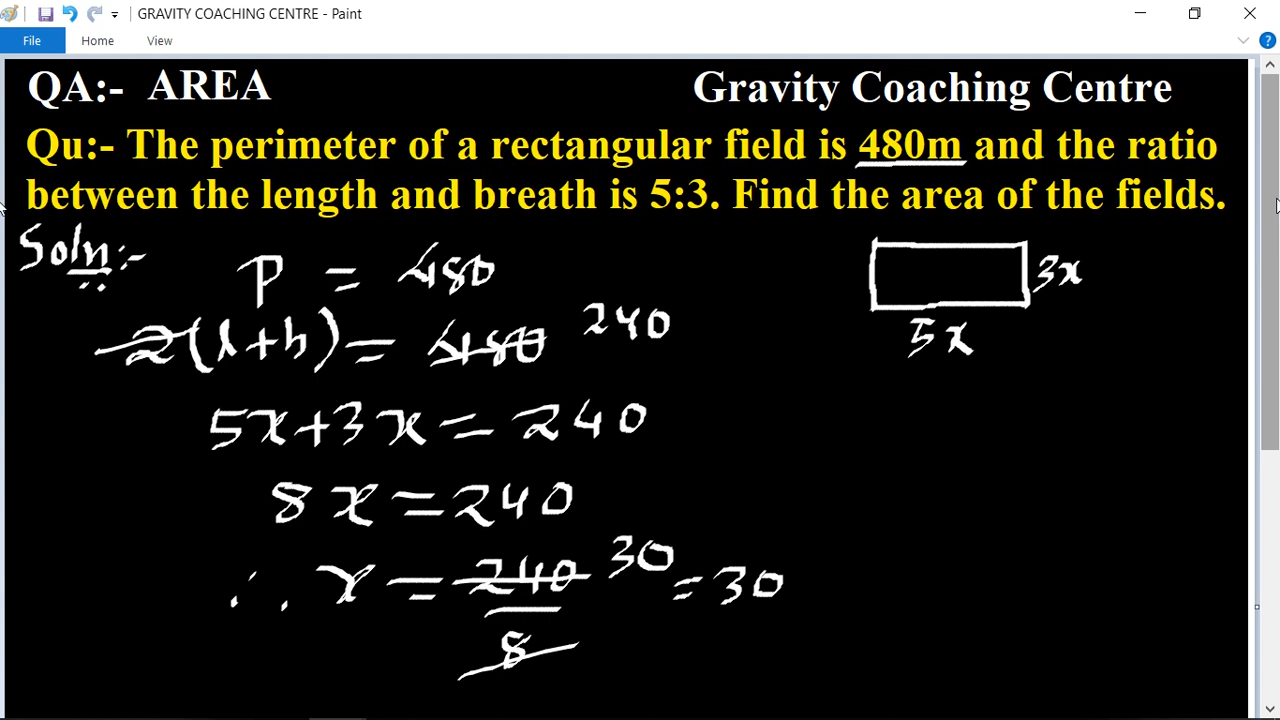 GRAVITY COACHING CENTRE - Paint
File Home View
QA:- AREA Gravity Coaching Centre
Qu:- The perimeter of a rectangular field is 480m and the ratio
between the length and breath is 5:3. Find the area of the fields.
Soln:-
P = 480
3x
2(l+b) = 480 240
5x
5x+3x = 240
8x = 240
∴ x = 240/8 30 = 30